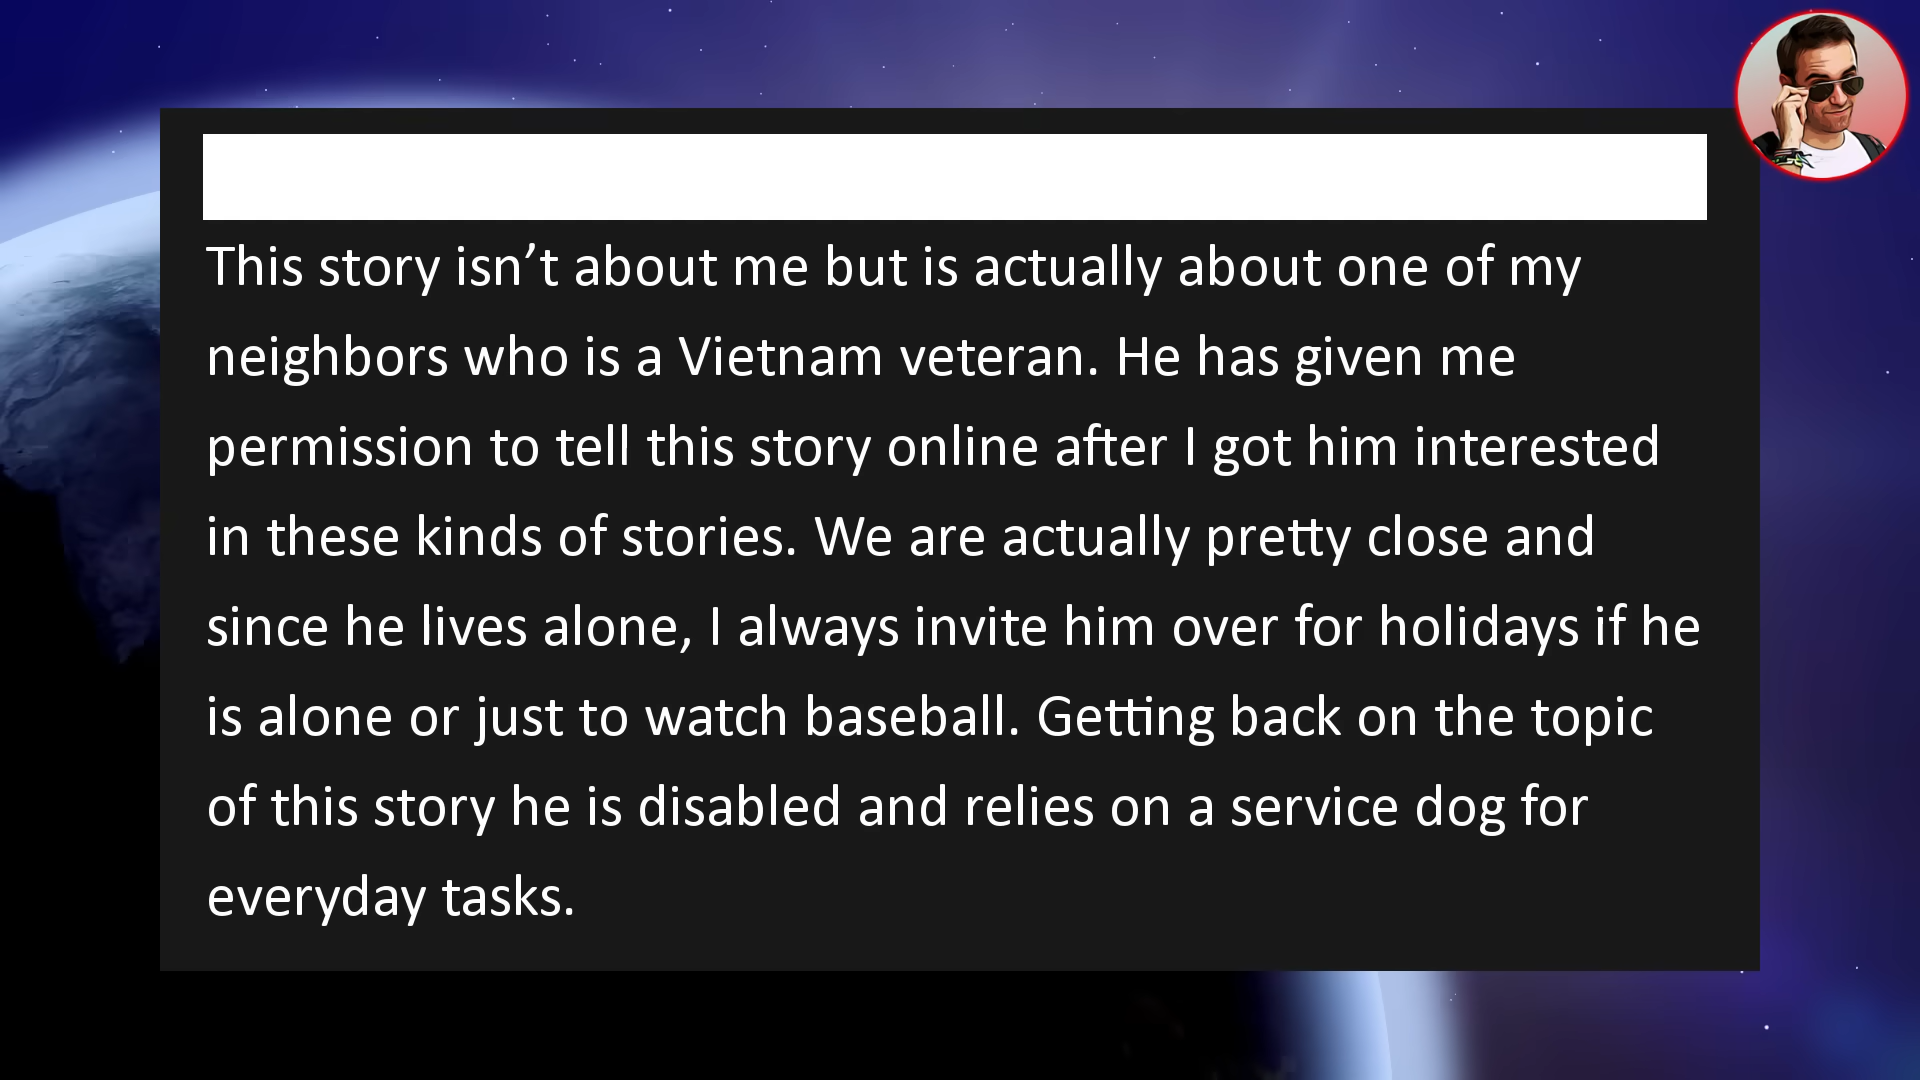 This story isn’t about me but is actually about one of my
neighbors who is a Vietnam veteran. He has given me
permission to tell this story online after I got him interested
in these kinds of stories. We are actually pretty close and
since he lives alone, I always invite him over for holidays if he
is alone or just to watch baseball. Getting back on the topic
of this story he is disabled and relies on a service dog for
everyday tasks.